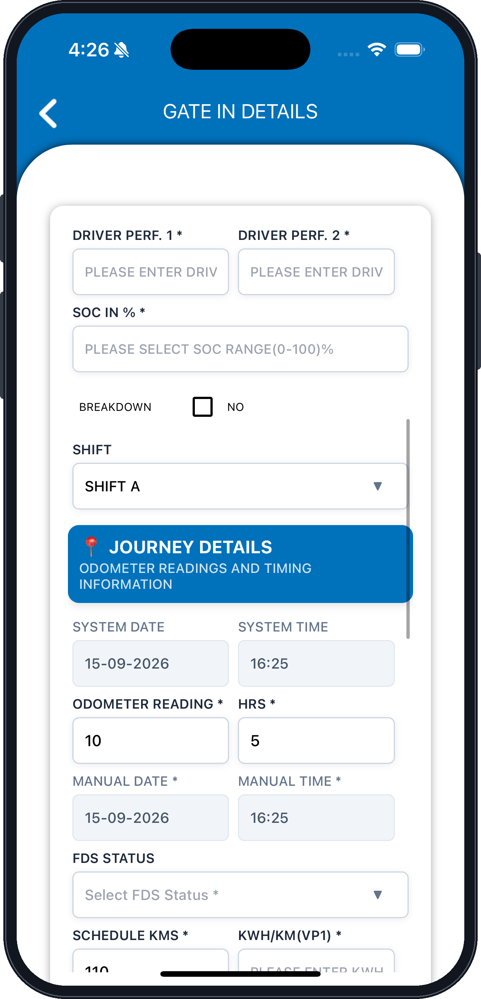 4:26
GATE IN DETAILS
DRIVER PERF. 1 * DRIVER PERF. 2 *
PLEASE ENTER DRIV PLEASE ENTER DRIV
SOC IN % *
PLEASE SELECT SOC RANGE(0-100)%
BREAKDOWN NO
SHIFT
SHIFT A
JOURNEY DETAILS
ODOMETER READINGS AND TIMING
INFORMATION
SYSTEM DATE SYSTEM TIME
15-09-2026 16:25
ODOMETER READING * HRS *
10 5
MANUAL DATE * MANUAL TIME *
15-09-2026 16:25
FDS STATUS
Select FDS Status *
SCHEDULE KMS * KWH/KM(VP1) *
110 PLEASE ENTER KWH